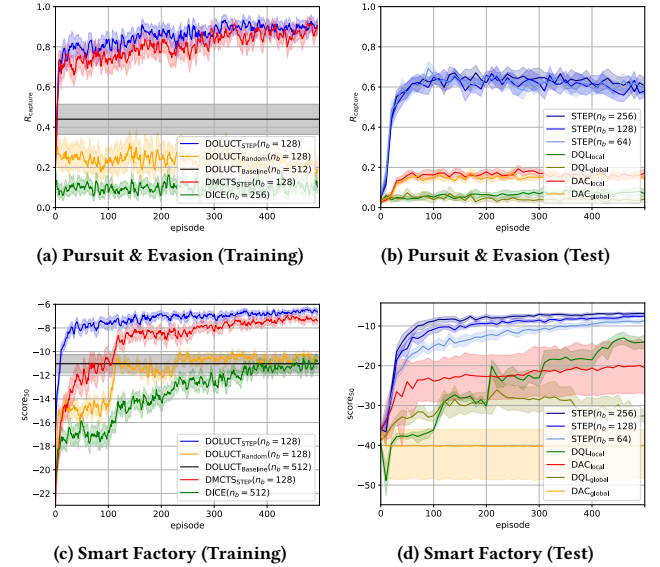 1.0
0.8
0.6
0.4
0.2
0.0
R_capture
DOLUCT_STEP(n_b = 128)
DOLUCT_Random(n_b = 128)
DOLUCT_Baseline(n_b = 512)
DMCTS_STEP(n_b = 128)
DICE(n_b = 256)
0 100 200 300 400
episode
(a) Pursuit & Evasion (Training)
1.0
0.8
0.6
0.4
0.2
0.0
R_capture
STEP(n_b = 256)
STEP(n_b = 128)
STEP(n_b = 64)
DQL_local
DQL_global
DAC_local
DAC_global
0 100 200 300 400
episode
(b) Pursuit & Evasion (Test)
−6
−8
−10
−12
−14
−16
−18
−20
−22
score_50
DOLUCT_STEP(n_b = 128)
DOLUCT_Random(n_b = 128)
DOLUCT_Baseline(n_b = 512)
DMCTS_STEP(n_b = 128)
DICE(n_b = 512)
0 100 200 300 400
episode
(c) Smart Factory (Training)
−10
−20
−30
−40
−50
score_50
STEP(n_b = 256)
STEP(n_b = 128)
STEP(n_b = 64)
DQL_local
DAC_local
DQL_global
DAC_global
0 100 200 300 400
episode
(d) Smart Factory (Test)